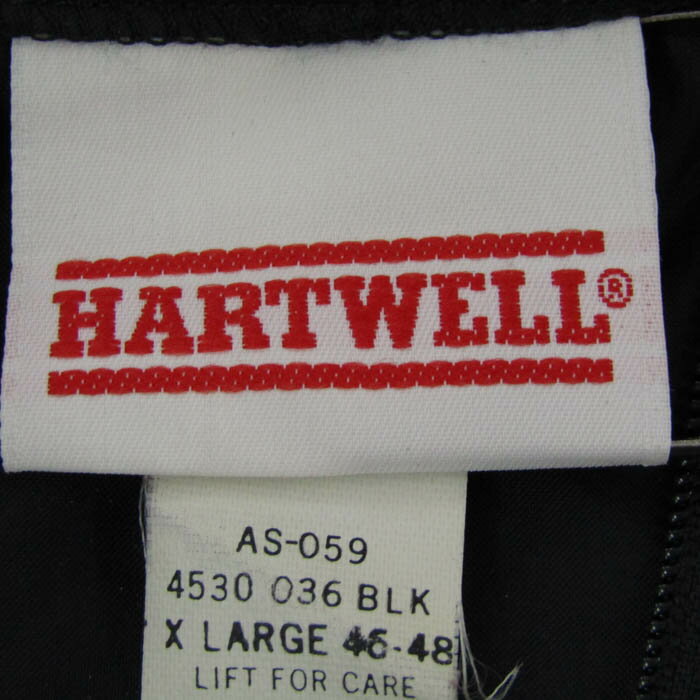 HARTWELL®
AS-059
4530 036 BLK
X LARGE 46-48
LIFT FOR CARE